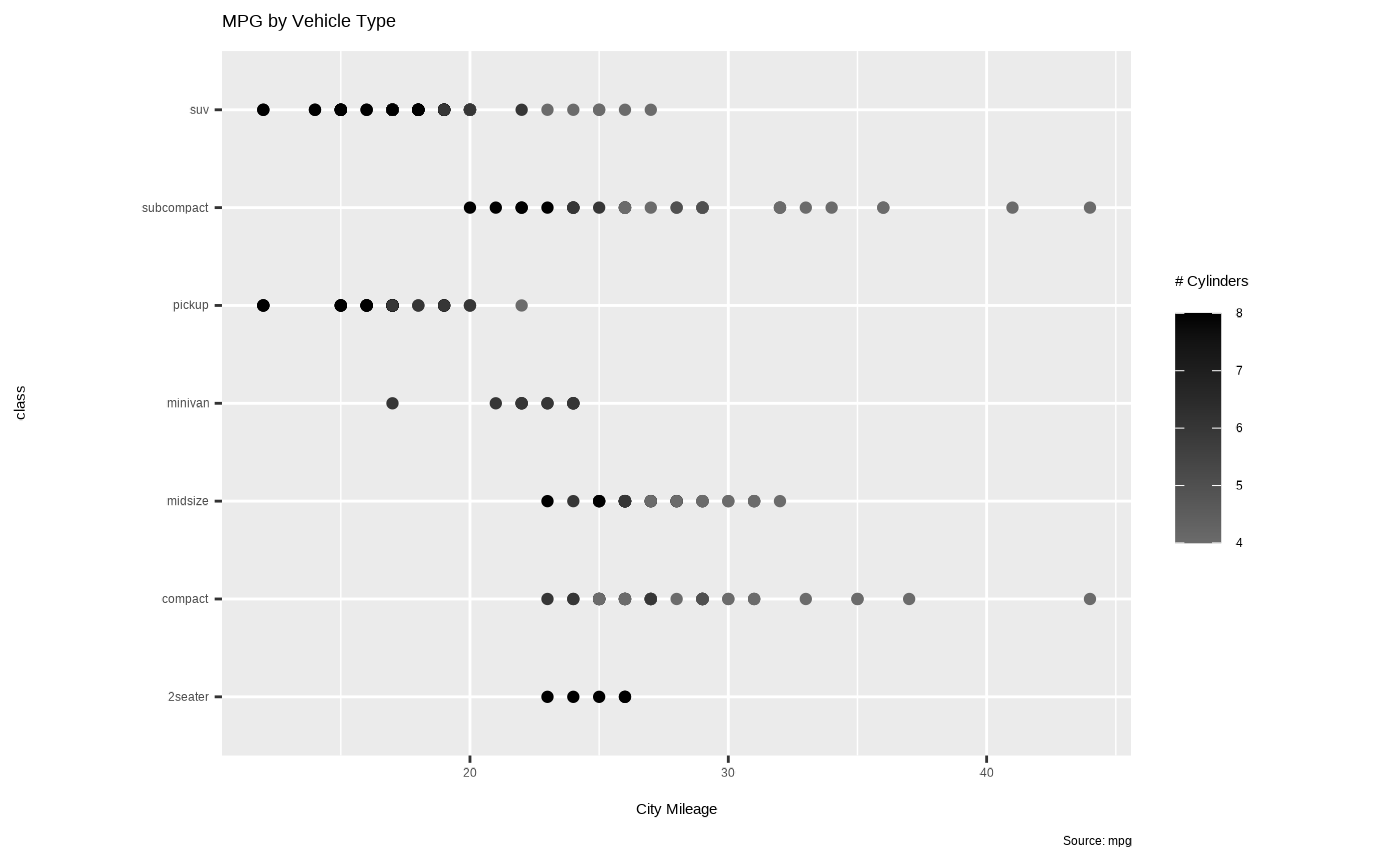 MPG by Vehicle Type
suv
subcompact
pickup
minivan
midsize
compact
2seater
class
20
30
40
City Mileage
# Cylinders
8
7
6
5
4
Source: mpg